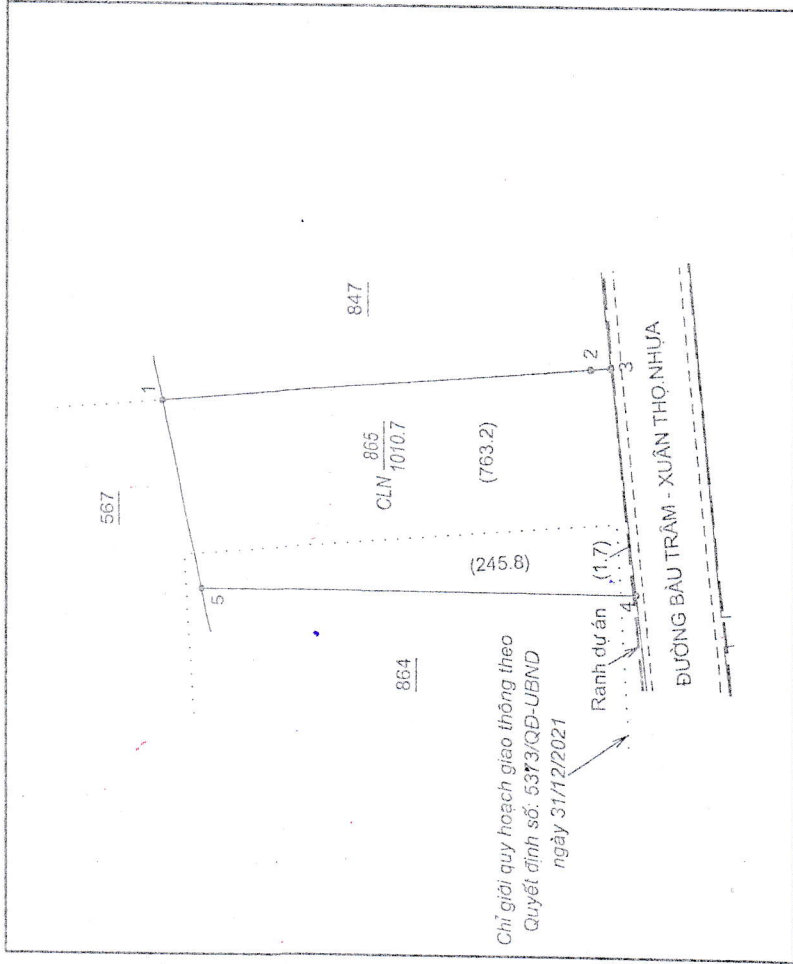 567
1
847
CLN 865
1010.7
(763.2)
5
(245.8)
864
2
3
4
(1.7)
Ranh dự án
Chỉ giới quy hoạch giao thông theo
Quyết định số: 5373/QĐ-UBND
ngày 31/12/2021
ĐƯỜNG BÀU TRÂM - XUÂN THỌ.NHỰA